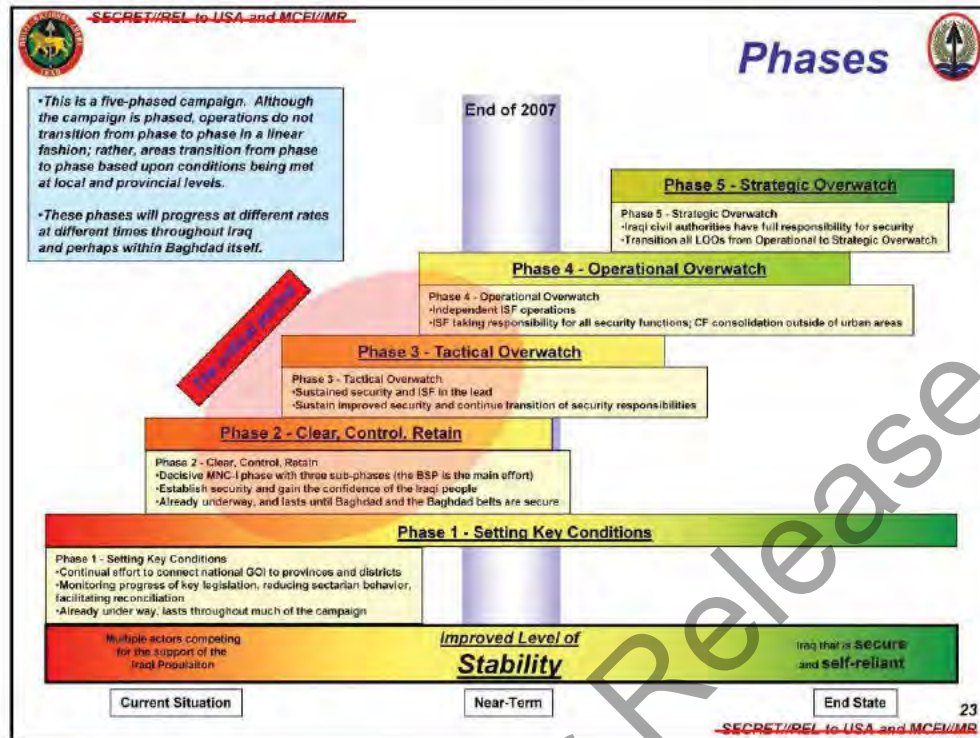 SECRET//REL to USA and MCFI//MR
Phases
•This is a five-phased campaign. Although
the campaign is phased, operations do not
transition from phase to phase in a linear
fashion; rather, areas transition from phase
to phase based upon conditions being met
at local and provincial levels.
•These phases will progress at different rates
at different times throughout Iraq
and perhaps within Baghdad itself.
End of 2007
Phase 5 - Strategic Overwatch
Phase 5 - Strategic Overwatch
•Iraqi civil authorities have full responsibility for security
•Transition all LOOs from Operational to Strategic Overwatch
Phase 4 - Operational Overwatch
Phase 4 - Operational Overwatch
•Independent ISF operations
•ISF taking responsibility for all security functions; CF consolidation outside of urban areas
The critical period
Phase 3 - Tactical Overwatch
Phase 3 - Tactical Overwatch
•Sustained security and ISF in the lead
•Sustain improved security and continue transition of security responsibilities
Phase 2 - Clear, Control, Retain
Phase 2 - Clear, Control, Retain
•Decisive MNC-I phase with three sub-phases (the BSP is the main effort)
•Establish security and gain the confidence of the Iraqi people
•Already underway, and lasts until Baghdad and the Baghdad belts are secure
Phase 1 - Setting Key Conditions
Phase 1 - Setting Key Conditions
•Continual effort to connect national GOI to provinces and districts
•Monitoring progress of key legislation, reducing sectarian behavior,
facilitating reconciliation
•Already under way, lasts throughout much of the campaign
Multiple actors competing
for the support of the
Iraqi Population
Improved Level of
Stability
Iraq that is secure
and self-reliant
Current Situation
Near-Term
End State
23
SECRET//REL to USA and MCFI//MR
Release